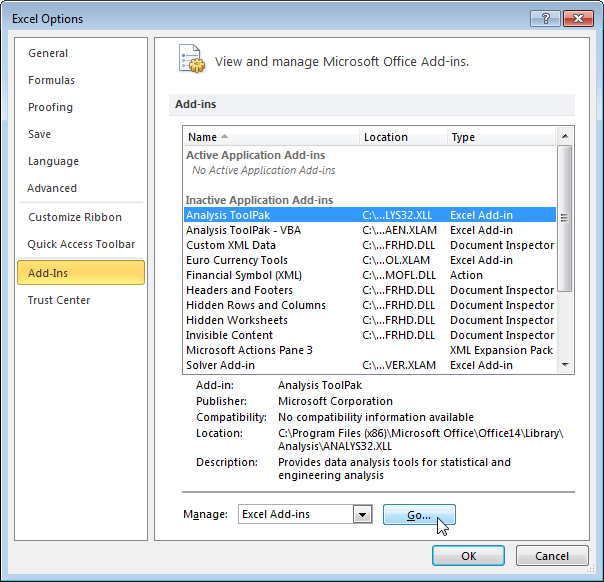 Excel Options
General
Formulas
Proofing
Save
Language
Advanced
Customize Ribbon
Quick Access Toolbar
Add-Ins
Trust Center
View and manage Microsoft Office Add-ins.
Add-ins
Name Location Type
Active Application Add-ins
No Active Application Add-ins
Inactive Application Add-ins
Analysis ToolPak C:\...LYS32.XLL Excel Add-in
Analysis ToolPak - VBA C:\...AEN.XLAM Excel Add-in
Custom XML Data C:\...FRHD.DLL Document Inspector
Euro Currency Tools C:\...OL.XLAM Excel Add-in
Financial Symbol (XML) C:\...MOFL.DLL Action
Headers and Footers C:\...FRHD.DLL Document Inspector
Hidden Rows and Columns C:\...FRHD.DLL Document Inspector
Hidden Worksheets C:\...FRHD.DLL Document Inspector
Invisible Content C:\...FRHD.DLL Document Inspector
Microsoft Actions Pane 3 XML Expansion Pack
Solver Add-in C:\...VER.XLAM Excel Add-in
Add-in: Analysis ToolPak
Publisher: Microsoft Corporation
Compatibility: No compatibility information available
Location: C:\Program Files (x86)\Microsoft Office\Office14\Library\
Analysis\ANALYS32.XLL
Description: Provides data analysis tools for statistical and
engineering analysis
Manage: Excel Add-ins Go...
OK Cancel